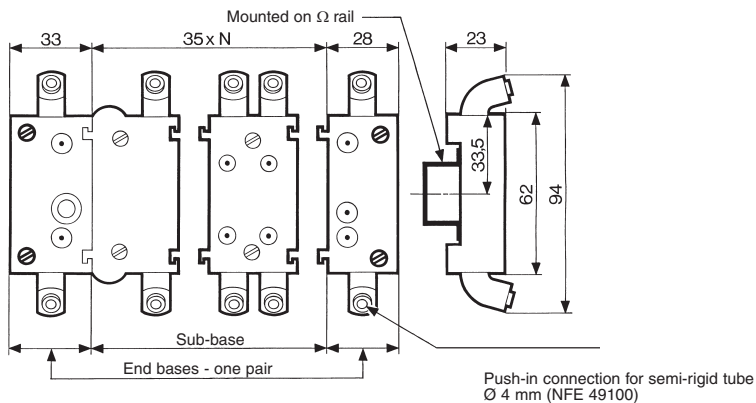 Mounted on Ω rail
33
35 x N
28
23
33,5
62
94
Sub-base
End bases - one pair
Push-in connection for semi-rigid tube
Ø 4 mm (NFE 49100)